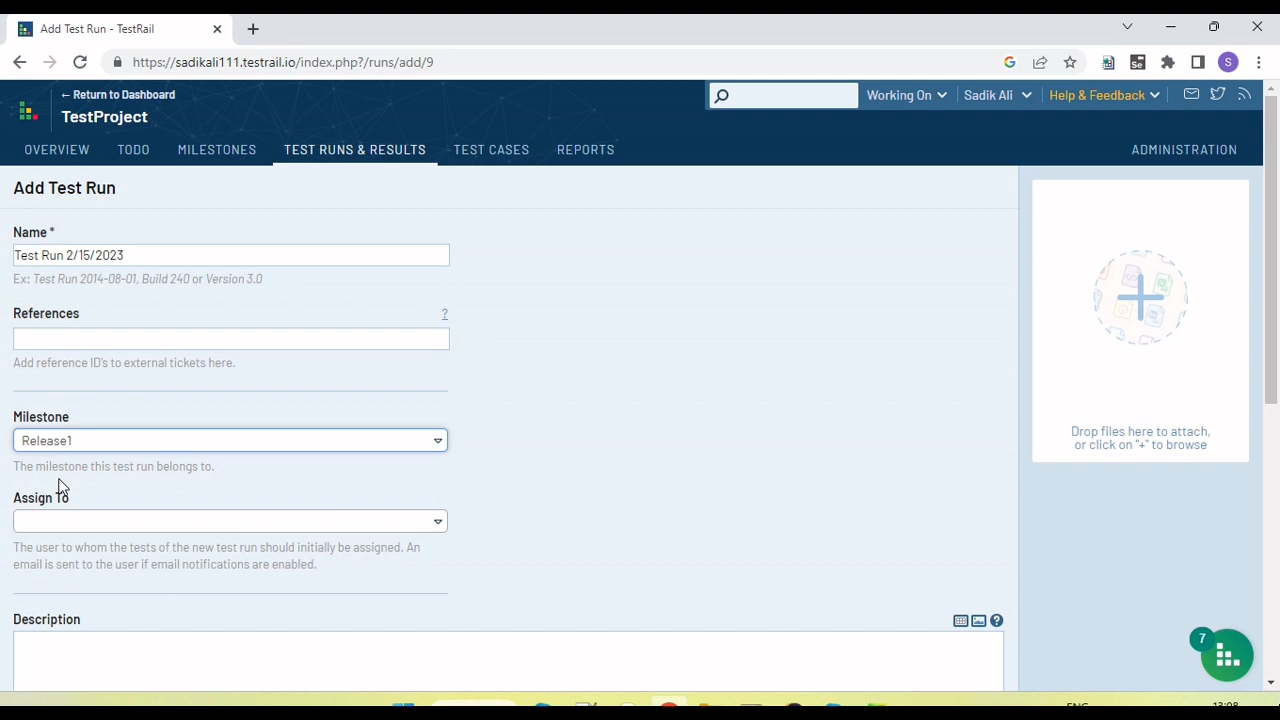 Add Test Run - TestRail
https://sadikali111.testrail.io/index.php?/runs/add/9
S
← Return to Dashboard
TestProject
Working On
Sadik Ali
Help & Feedback
OVERVIEW
TODO
MILESTONES
TEST RUNS & RESULTS
TEST CASES
REPORTS
ADMINISTRATION
Add Test Run
Name *
Test Run 2/15/2023
Ex: Test Run 2014-08-01, Build 240 or Version 3.0
References
?
Add reference ID's to external tickets here.
Milestone
Release1
The milestone this test run belongs to.
Assign To
The user to whom the tests of the new test run should initially be assigned. An
email is sent to the user if email notifications are enabled.
Description
Drop files here to attach,
or click on "+" to browse
7